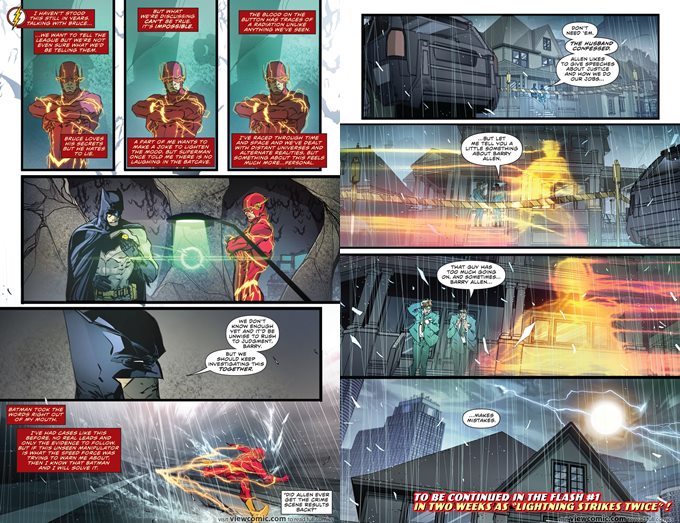 I HAVEN'T STOOD
THIS STILL IN YEARS,
TALKING WITH BRUCE...
...WE WANT TO TELL THE
LEAGUE BUT WE'RE NOT
EVEN SURE WHAT WE'D
BE TELLING THEM.
BRUCE LOVES
HIS SECRETS
BUT HE HATES
TO LIE.
BUT WHAT
WE'RE DISCUSSING
CAN'T BE TRUE.
IT'S IMPOSSIBLE.
A PART OF ME WANTS TO
MAKE A JOKE TO LIGHTEN
THE MOOD, BUT SUPERMAN
ONCE TOLD ME THERE IS NO
LAUGHING IN THE BATCAVE.
THE BLOOD ON THE
BUTTON HAS TRACES OF
A RADIATION UNLIKE
ANYTHING WE'VE SEEN.
I'VE RACED THROUGH TIME
AND SPACE AND WE'VE DEALT
WITH DISTANT UNIVERSES AND
ALTERNATE REALITIES, BUT
SOMETHING ABOUT THIS FEELS
MUCH MORE...PERSONAL.
WE DON'T
KNOW ENOUGH
YET AND IT'D BE
UNWISE TO RUSH
TO JUDGMENT,
BARRY.
BUT WE
SHOULD KEEP
INVESTIGATING THIS
TOGETHER.
BATMAN TOOK THE
WORDS RIGHT OUT
OF MY MOUTH.
I'VE HAD CASES LIKE THIS
BEFORE. NO REAL LEADS AND
ONLY THE EVIDENCE TO FOLLOW.
BUT IF THIS UNSEEN MANIPULATOR
IS WHAT THE SPEED FORCE WAS
TRYING TO WARN ME ABOUT,
THEN I KNOW THAT BATMAN
AND I WILL SOLVE IT.
"DID ALLEN EVER
GET THE CRIME
SCENE RESULTS
BACK?"
visit viewcomic.com to read full comics
DON'T
NEED 'EM.
THE HUSBAND
CONFESSED.
ALLEN LIKES
TO GIVE SPEECHES
ABOUT JUSTICE
AND HOW WE DO
OUR JOBS...
...BUT LET
ME TELL YOU A
LITTLE SOMETHING
ABOUT BARRY
ALLEN.
THAT GUY HAS
TOO MUCH GOING
ON. AND SOMETIMES...
BARRY ALLEN...
...MAKES
MISTAKES.
TO BE CONTINUED IN THE FLASH #1
IN TWO WEEKS AS "LIGHTNING STRIKES TWICE"!
visit viewcomic.com to read full comics